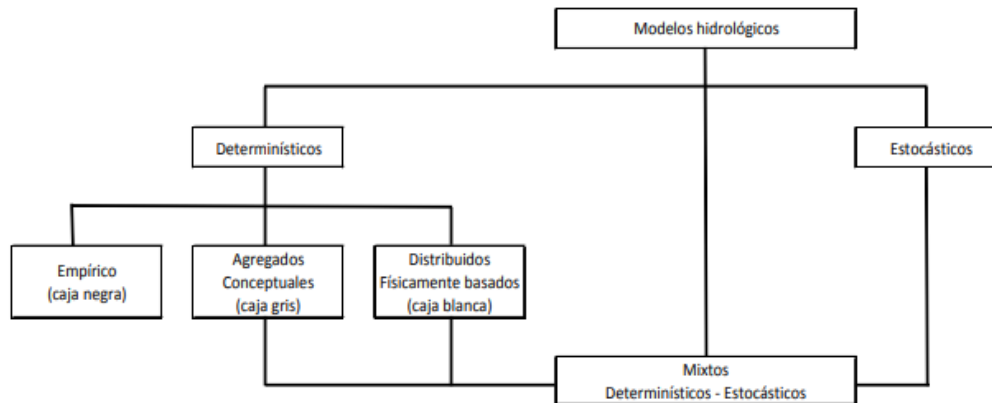 Modelos hidrológicos
Determinísticos
Estocásticos
Empírico
(caja negra)
Agregados
Conceptuales
(caja gris)
Distribuidos
Físicamente basados
(caja blanca)
Mixtos
Determinísticos - Estocásticos